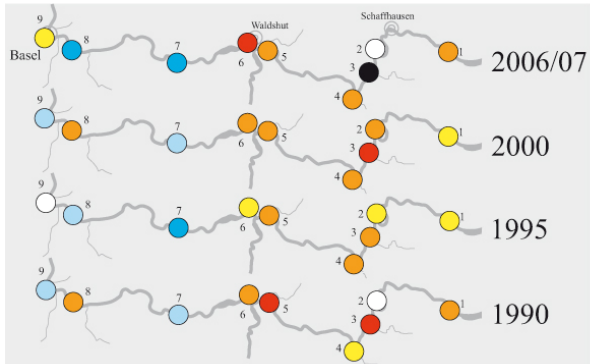 9 Waldshut Schaffhausen
Basel 8 7 6 5 4 3 2 1 2006/07
9 8 7 6 5 4 3 2 1 2000
9 8 7 6 5 4 3 2 1 1995
9 8 7 6 5 4 3 2 1 1990